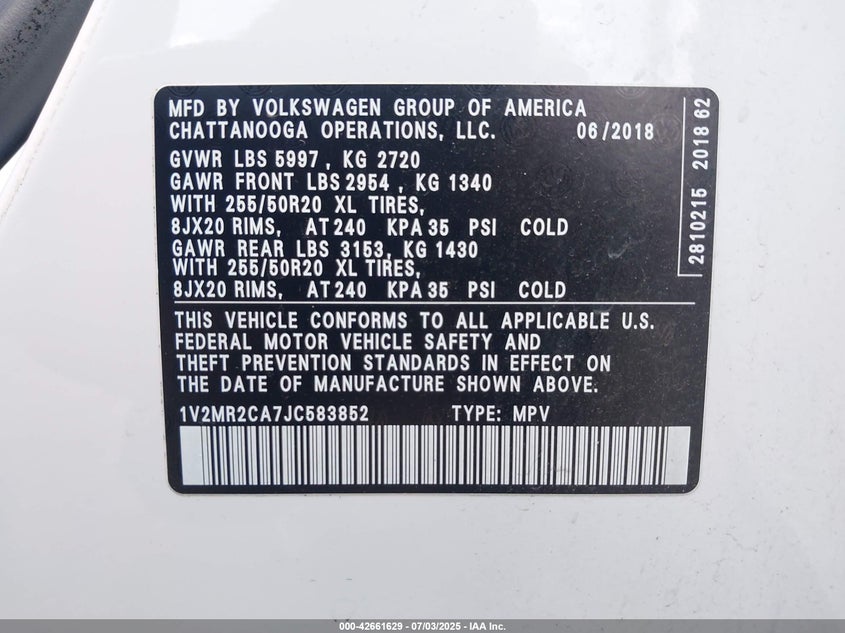 MFD BY VOLKSWAGEN GROUP OF AMERICA
CHATTANOOGA OPERATIONS, LLC. 06/2018
GVWR LBS 5997, KG 2720
GAWR FRONT LBS 2954, KG 1340
WITH 255/50R20 XL TIRES,
8JX20 RIMS, AT 240 KPA 35 PSI COLD
GAWR REAR LBS 3153, KG 1430
WITH 255/50R20 XL TIRES,
8JX20 RIMS, AT 240 KPA 35 PSI COLD
THIS VEHICLE CONFORMS TO ALL APPLICABLE U.S.
FEDERAL MOTOR VEHICLE SAFETY AND
THEFT PREVENTION STANDARDS IN EFFECT ON
THE DATE OF MANUFACTURE SHOWN ABOVE.
1V2MR2CA7JC583852 TYPE: MPV
2810215 2018 62
000-42661629 - 07/03/2025 - IAA Inc.